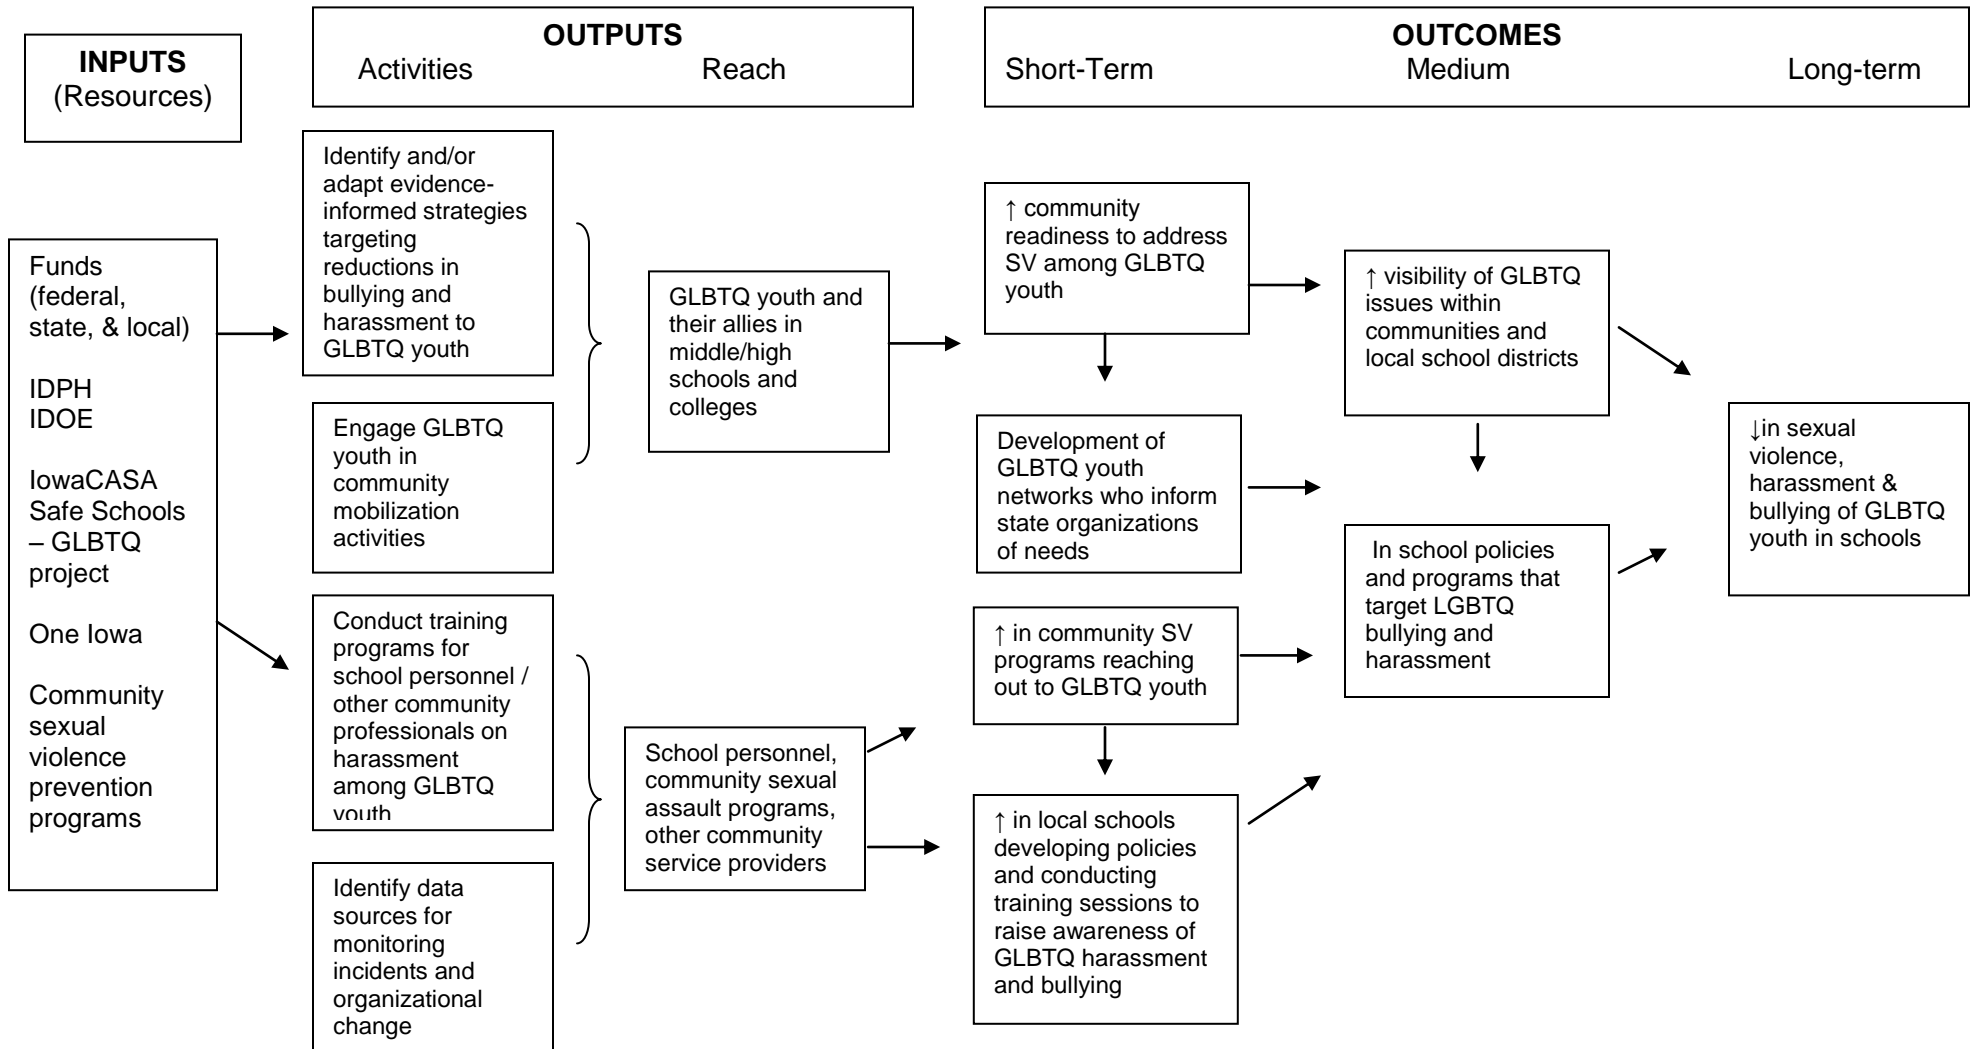 INPUTS
(Resources)
OUTPUTS
Activities Reach
OUTCOMES
Short-Term Medium Long-term
Funds
(federal,
state, & local)
IDPH
IDOE
IowaCASA
Safe Schools
– GLBTQ
project
One Iowa
Community
sexual
violence
prevention
programs
Identify and/or
adapt evidence-
informed strategies
targeting
reductions in
bullying and
harassment to
GLBTQ youth
Engage GLBTQ
youth in
community
mobilization
activities
Conduct training
programs for
school personnel /
other community
professionals on
harassment
among GLBTQ
youth
Identify data
sources for
monitoring
incidents and
organizational
change
GLBTQ youth and
their allies in
middle/high
schools and
colleges
School personnel,
community sexual
assault programs,
other community
service providers
↑ community
readiness to address
SV among GLBTQ
youth
Development of
GLBTQ youth
networks who inform
state organizations
of needs
↑ in community SV
programs reaching
out to GLBTQ youth
↑ in local schools
developing policies
and conducting
training sessions to
raise awareness of
GLBTQ harassment
and bullying
↑ visibility of GLBTQ
issues within
communities and
local school districts
In school policies
and programs that
target LGBTQ
bullying and
harassment
↓in sexual
violence,
harassment &
bullying of GLBTQ
youth in schools